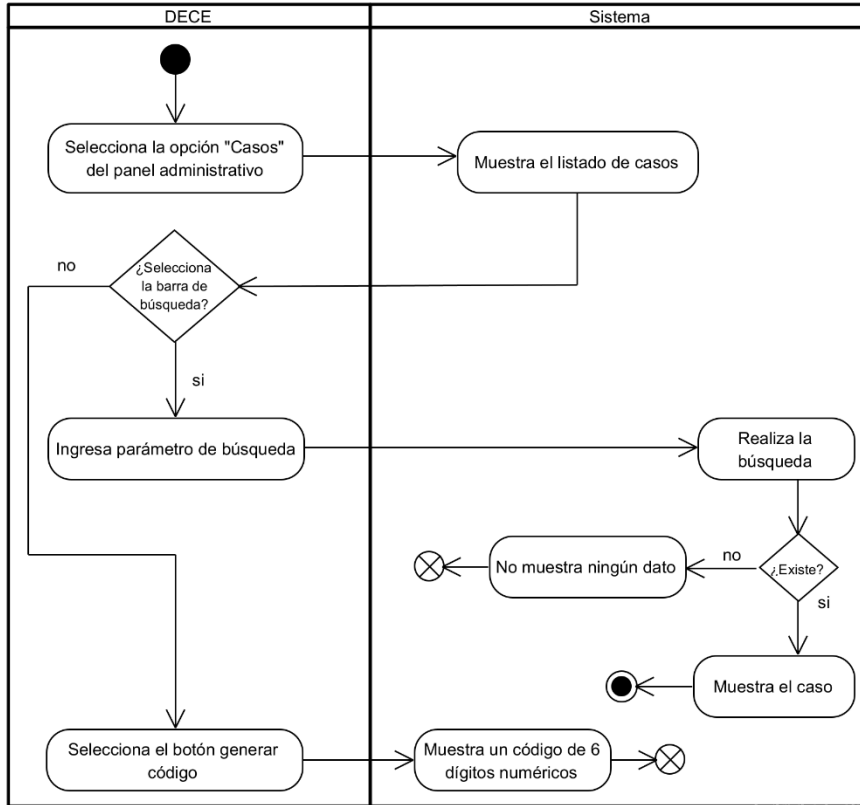 DECE
Sistema
Selecciona la opción "Casos"
del panel administrativo
Muestra el listado de casos
¿Selecciona
la barra de
búsqueda?
no
si
Ingresa parámetro de búsqueda
Realiza la
búsqueda
¿Existe?
no
No muestra ningún dato
si
Muestra el caso
Selecciona el botón generar
código
Muestra un código de 6
dígitos numéricos